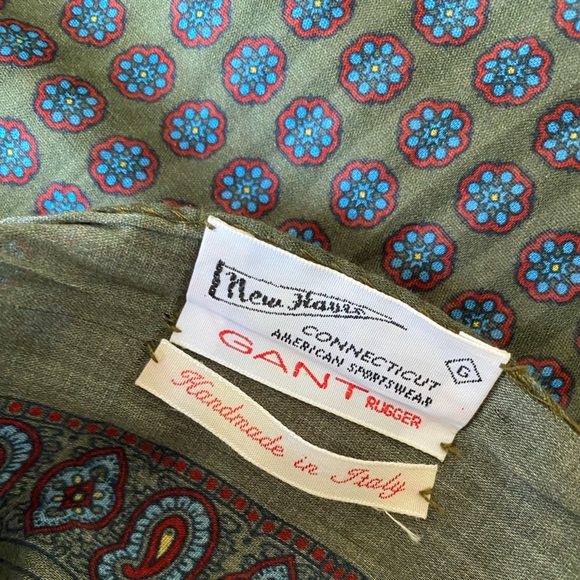 New Haven
CONNECTICUT
AMERICAN SPORTSWEAR
G
GANT RUGGER
Handmade in Italy